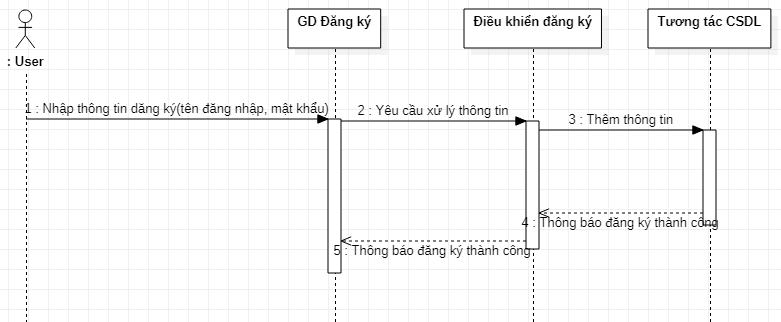 GD Đăng ký
Điều khiển đăng ký
Tương tác CSDL
: User
1 : Nhập thông tin dăng ký(tên đăng nhập, mật khẩu)
2 : Yêu cầu xử lý thông tin
3 : Thêm thông tin
4 : Thông báo đăng ký thành công
5 : Thông báo đăng ký thành công